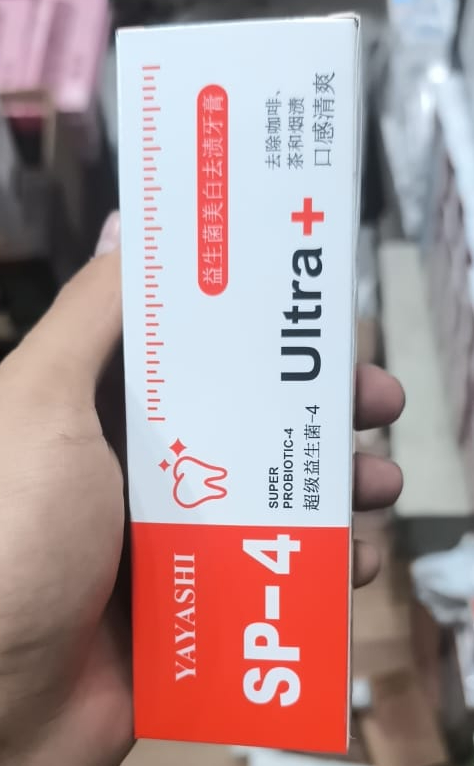 YAYASHI
SP-4
SUPER
PROBIOTIC-4
超级益生菌-4
Ultra+
益生菌美白去渍牙膏
去除咖啡、
茶和烟渍
口感清爽